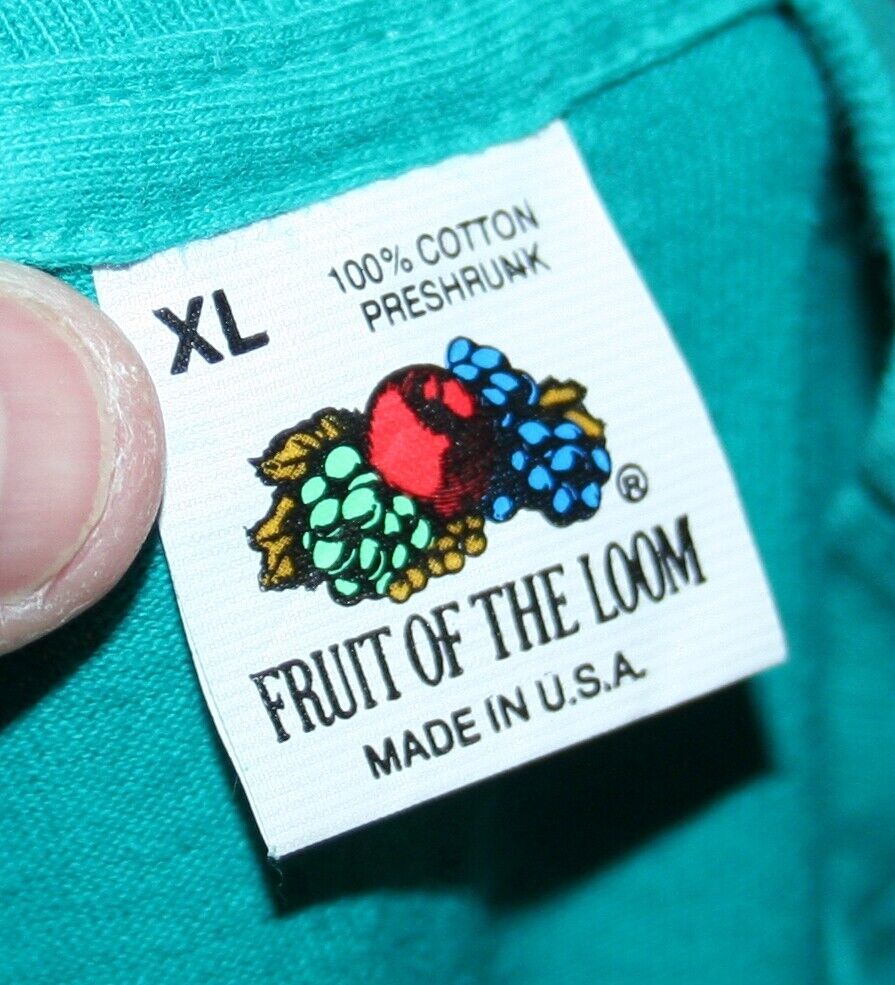 XL
100% COTTON
PRESHRUNK
®
FRUIT OF THE LOOM
MADE IN U.S.A.